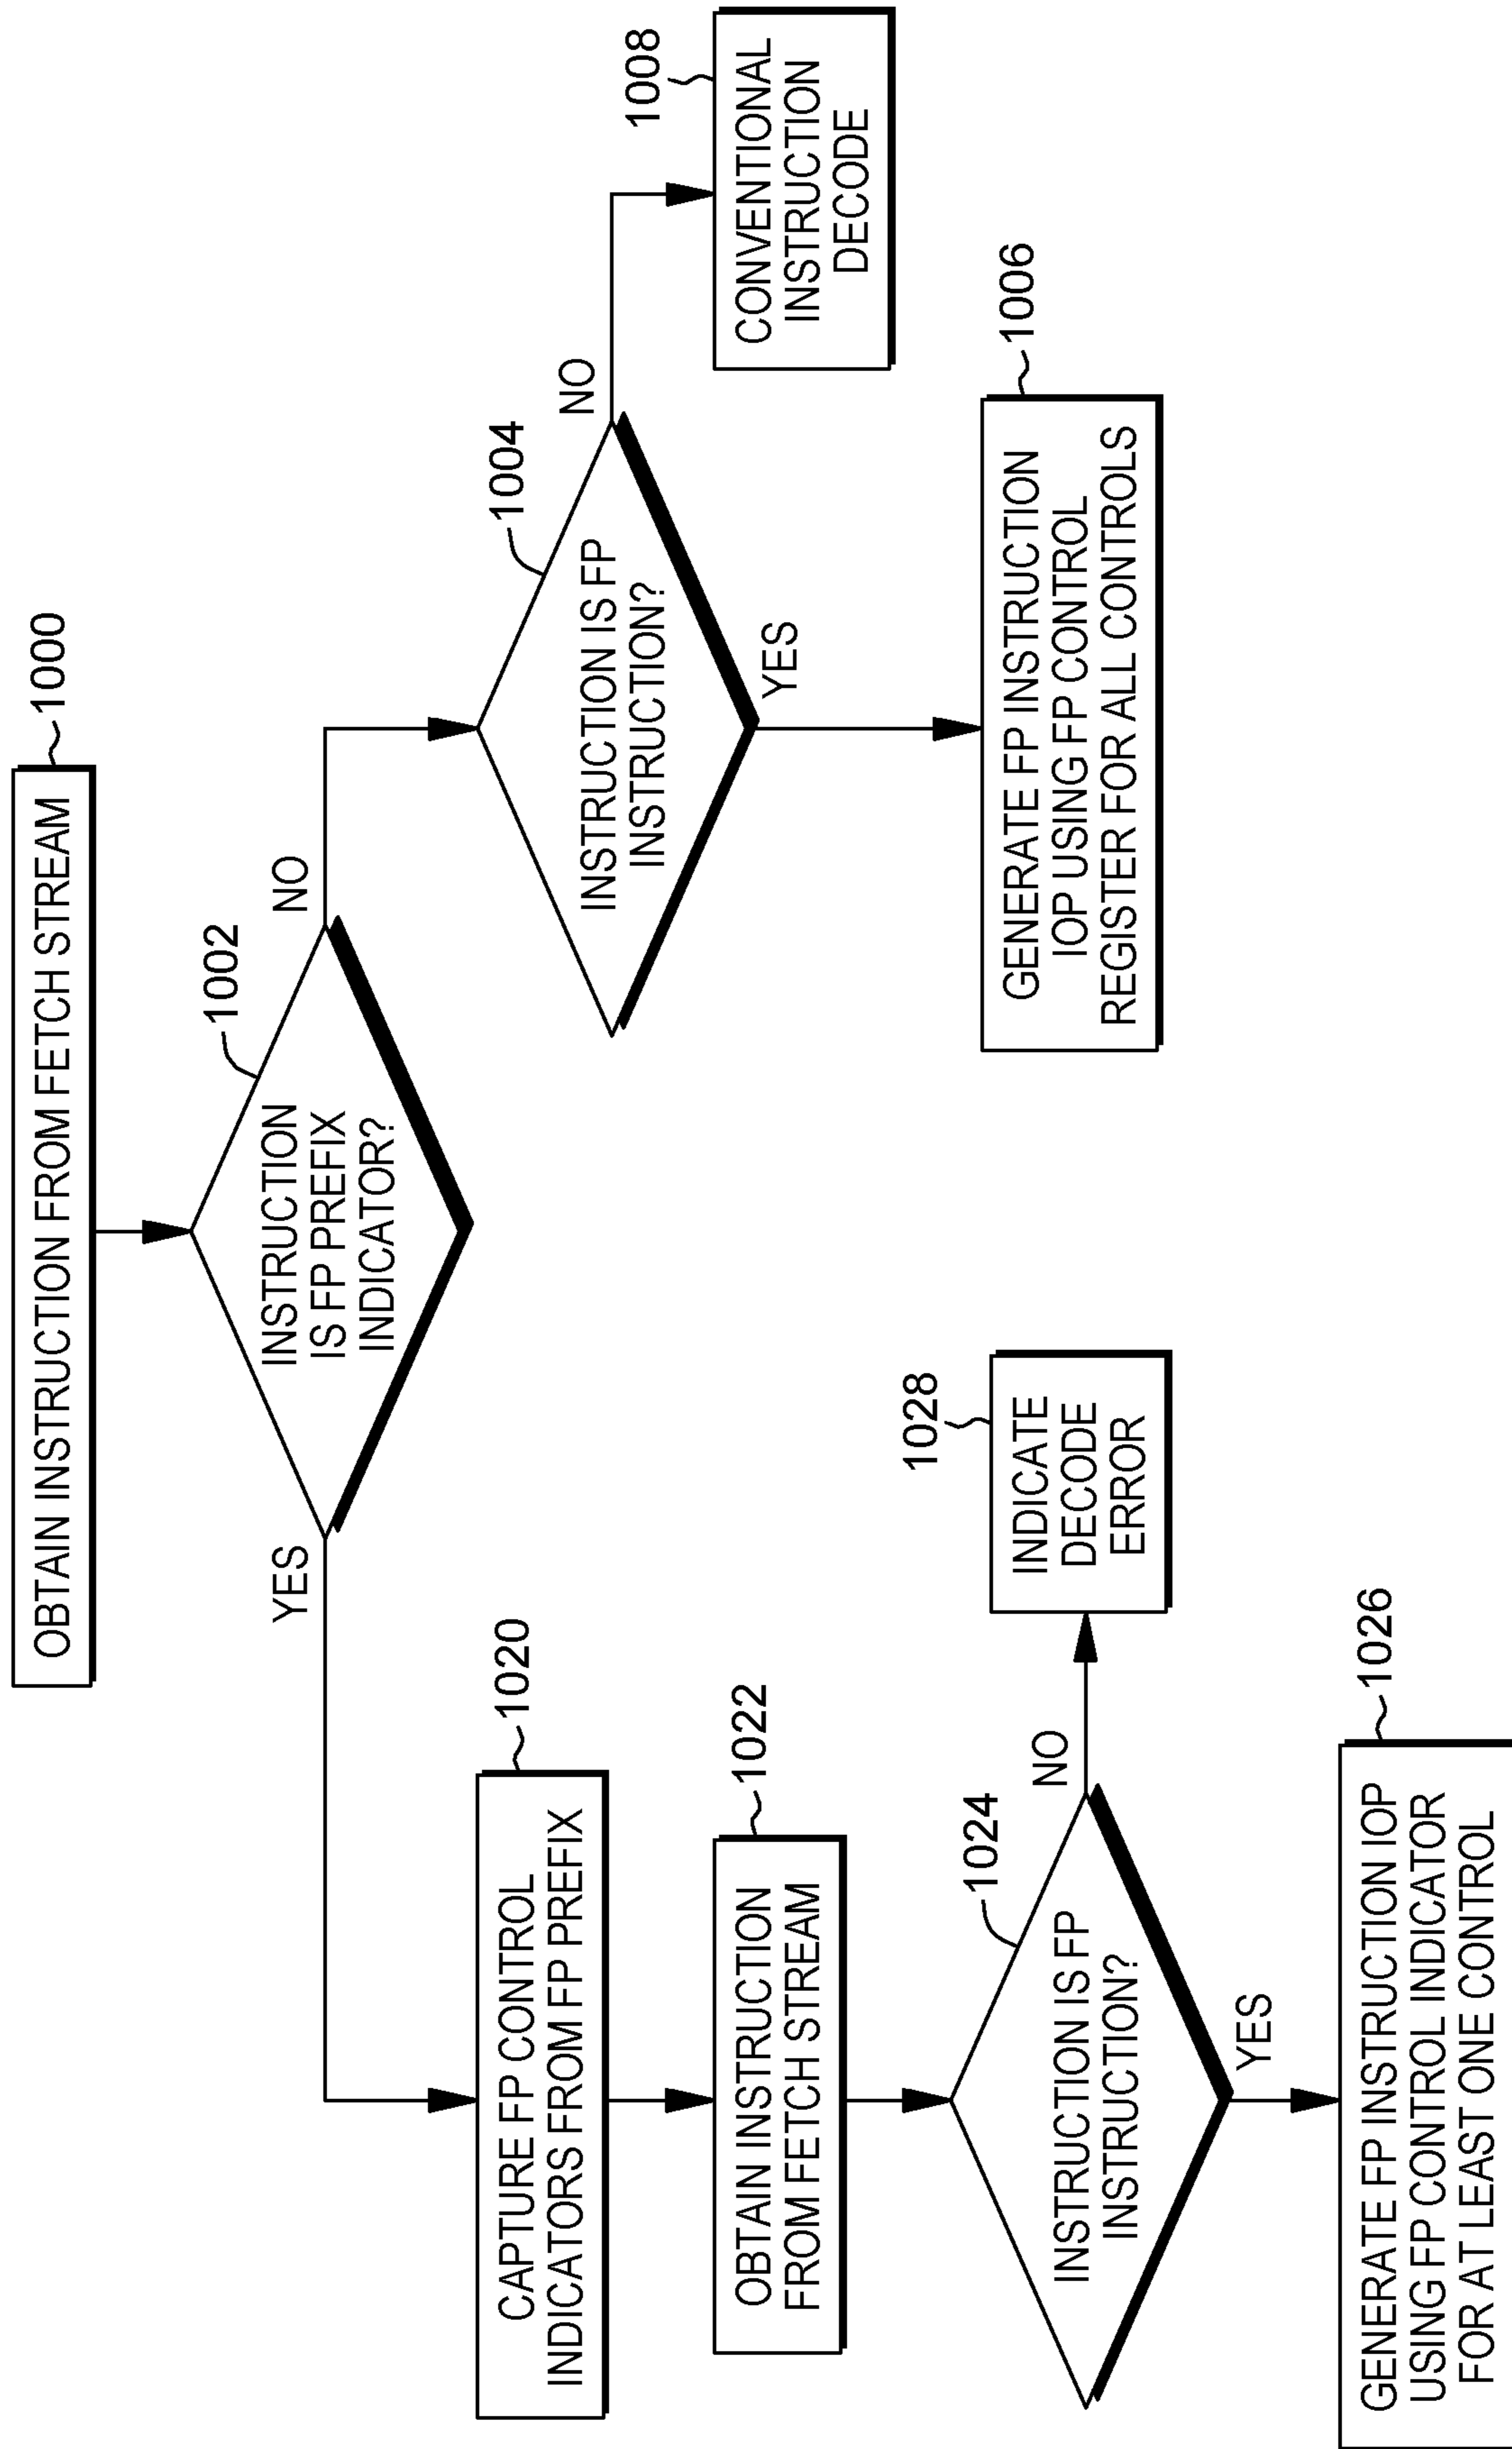 OBTAIN INSTRUCTION FROM FETCH STREAM
1000
INSTRUCTION
IS FP PREFIX
INDICATOR?
1002
YES
NO
INSTRUCTION IS FP
INSTRUCTION?
1004
NO
YES
CONVENTIONAL
INSTRUCTION
DECODE
1008
GENERATE FP INSTRUCTION
IOP USING FP CONTROL
REGISTER FOR ALL CONTROLS
1006
CAPTURE FP CONTROL
INDICATORS FROM FP PREFIX
1020
OBTAIN INSTRUCTION
FROM FETCH STREAM
1022
INSTRUCTION IS FP
INSTRUCTION?
1024
NO
YES
INDICATE
DECODE
ERROR
1028
GENERATE FP INSTRUCTION IOP
USING FP CONTROL INDICATOR
FOR AT LEAST ONE CONTROL
1026